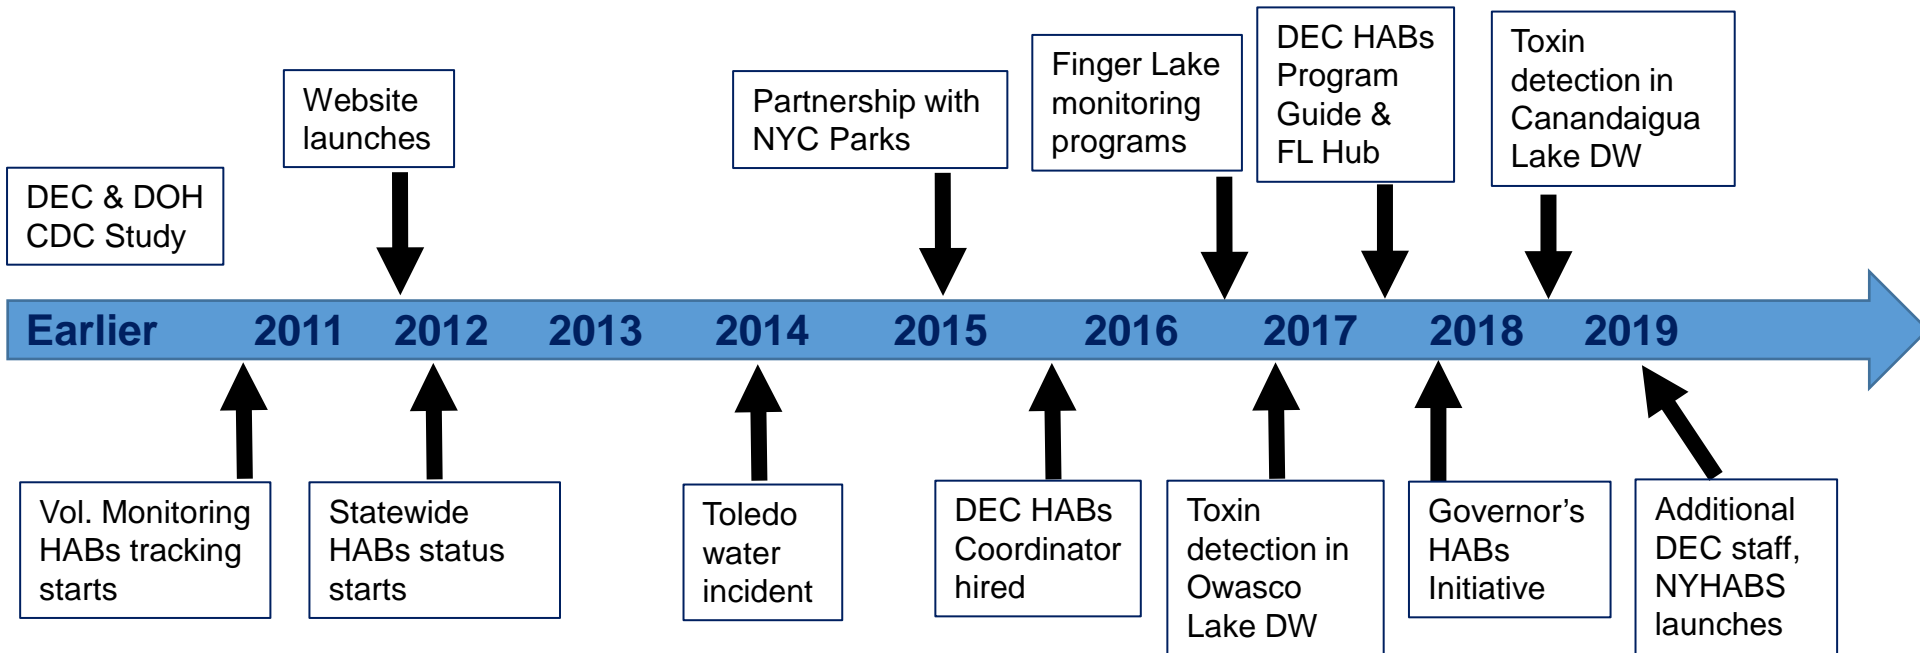 DEC & DOH
CDC Study
Website
launches
Partnership with
NYC Parks
Finger Lake
monitoring
programs
DEC HABs
Program
Guide &
FL Hub
Toxin
detection in
Canandaigua
Lake DW
Earlier 2011 2012 2013 2014 2015 2016 2017 2018 2019
Vol. Monitoring
HABs tracking
starts
Statewide
HABs status
starts
Toledo
water
incident
DEC HABs
Coordinator
hired
Toxin
detection in
Owasco
Lake DW
Governor’s
HABs
Initiative
Additional
DEC staff,
NYHABS
launches